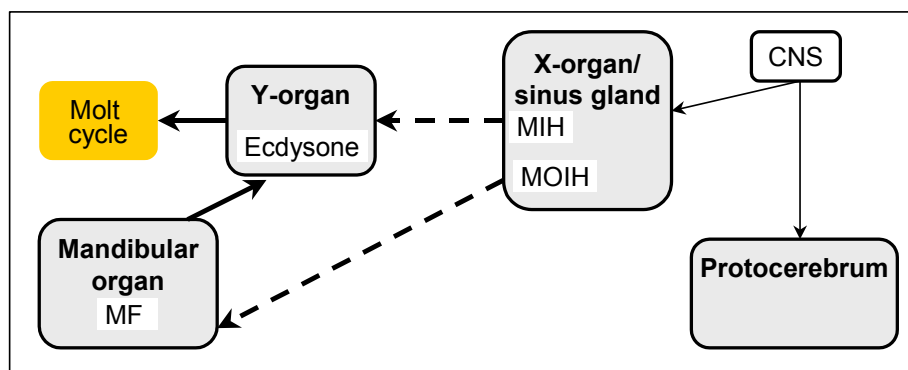 Molt
cycle
Y-organ
Ecdysone
X-organ/
sinus gland
MIH
MOIH
CNS
Mandibular
organ
MF
Protocerebrum